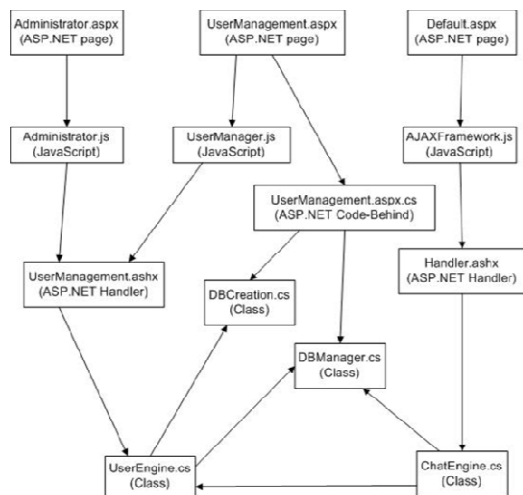 Administrator.aspx
(ASP.NET page)
UserManagement.aspx
(ASP.NET page)
Default.aspx
(ASP.NET page)
Administrator.js
(JavaScript)
UserManager.js
(JavaScript)
AJAXFramework.js
(JavaScript)
UserManagement.aspx.cs
(ASP.NET Code-Behind)
UserManagement.ashx
(ASP.NET Handler)
DBCreation.cs
(Class)
Handler.ashx
(ASP.NET Handler)
DBManager.cs
(Class)
UserEngine.cs
(Class)
ChatEngine.cs
(Class)